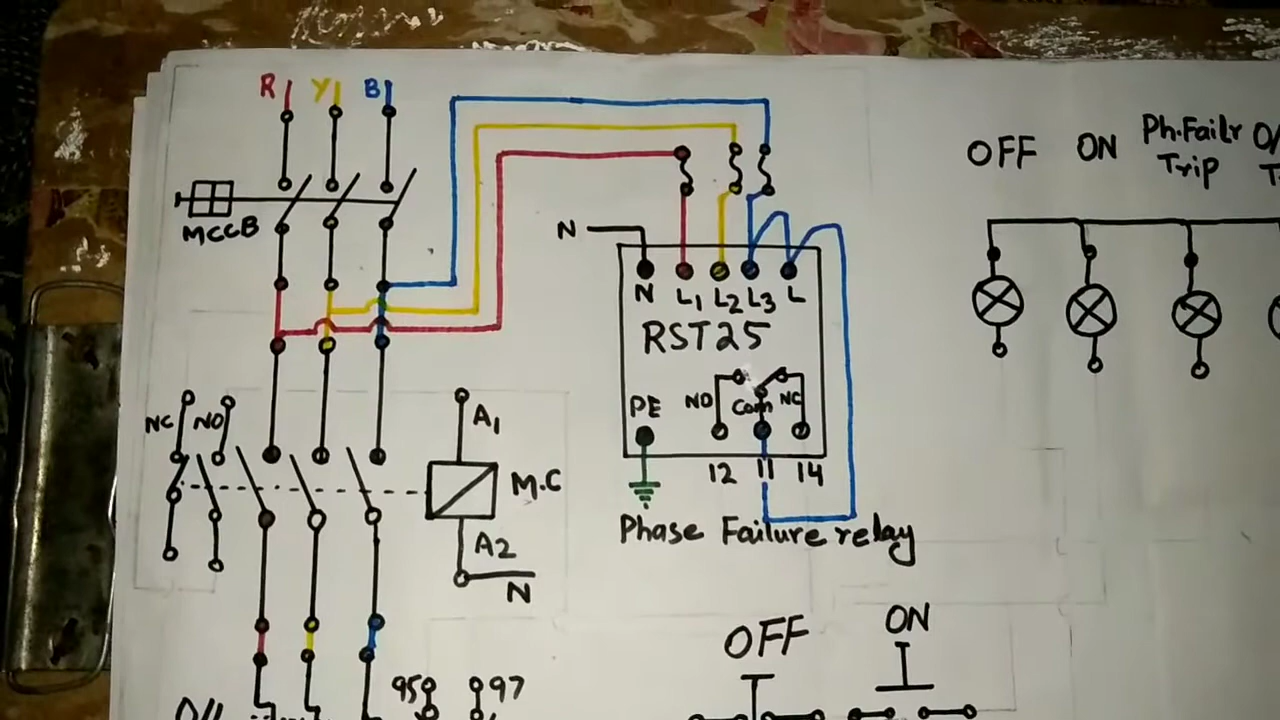 R Y B
MCCB
N
N L1 L2 L3 L
RST25
PE NO Com NC
12 11 14
Phase Failure relay
NC NO
A1
M.C
A2
N
95 97
OFF ON Ph.Failr
Trip
OFF
ON